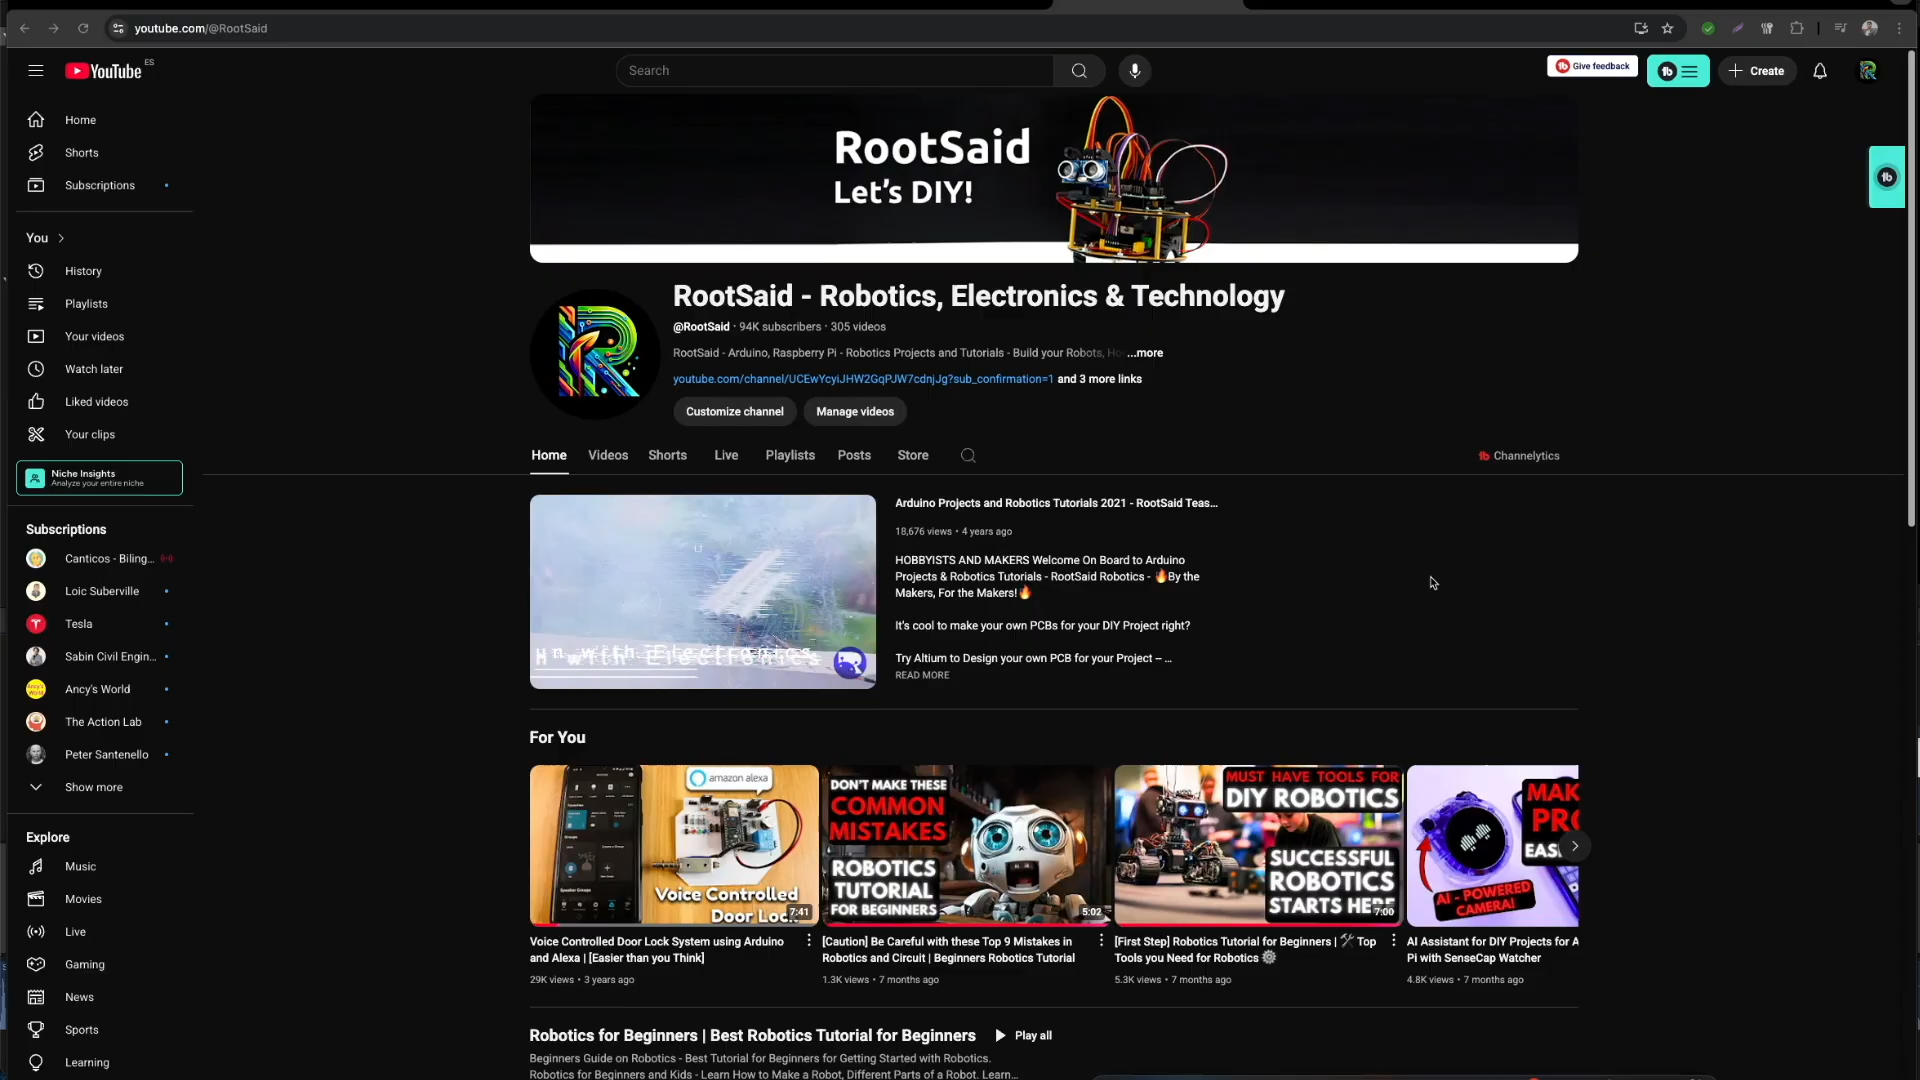 youtube.com/@RootSaid
YouTube ES
Search
Give feedback
Create
Home
Shorts
Subscriptions
You
History
Playlists
Your videos
Watch later
Liked videos
Your clips
Niche Insights
Analyze your entire niche
Subscriptions
Canticos - Biling...
Loic Suberville
Tesla
Sabin Civil Engin...
Ancy's World
The Action Lab
Peter Santenello
Show more
Explore
Music
Movies
Live
Gaming
News
Sports
Learning
RootSaid
Let's DIY!
RootSaid - Robotics, Electronics & Technology
@RootSaid • 94K subscribers • 305 videos
RootSaid - Arduino, Raspberry Pi - Robotics Projects and Tutorials - Build your Robots, Ho ...more
youtube.com/channel/UCEwYcyiJHW2GqPJW7cdnjJg?sub_confirmation=1 and 3 more links
Customize channel
Manage videos
Home Videos Shorts Live Playlists Posts Store
Channelytics
with Electronics
Arduino Projects and Robotics Tutorials 2021 - RootSaid Teas...
18,676 views • 4 years ago
HOBBYISTS AND MAKERS Welcome On Board to Arduino
Projects & Robotics Tutorials - RootSaid Robotics - 🔥By the
Makers, For the Makers!🔥
It's cool to make your own PCBs for your DIY Project right?
Try Altium to Design your own PCB for your Project – ...
READ MORE
For You
amazon alexa
Voice Controlled
Door Lock
7:41
DON'T MAKE THESE
COMMON
MISTAKES
ROBOTICS
TUTORIAL
FOR BEGINNERS
5:02
MUST HAVE TOOLS FOR
DIY ROBOTICS
SUCCESSFUL
ROBOTICS
STARTS HERE
7:00
MAK
PRO
EAS
AI - POWERED
CAMERA!
Voice Controlled Door Lock System using Arduino
and Alexa | [Easier than you Think]
29K views • 3 years ago
[Caution] Be Careful with these Top 9 Mistakes in
Robotics and Circuit | Beginners Robotics Tutorial
1.3K views • 7 months ago
[First Step] Robotics Tutorial for Beginners | 🛠️ Top
Tools you Need for Robotics ⚙️
5.3K views • 7 months ago
AI Assistant for DIY Projects for A
Pi with SenseCap Watcher
4.8K views • 7 months ago
Robotics for Beginners | Best Robotics Tutorial for Beginners
Play all
Beginners Guide on Robotics - Best Tutorial for Beginners for Getting Started with Robotics.
Robotics for Beginners and Kids - Learn How to Make a Robot, Different Parts of a Robot. Learn...